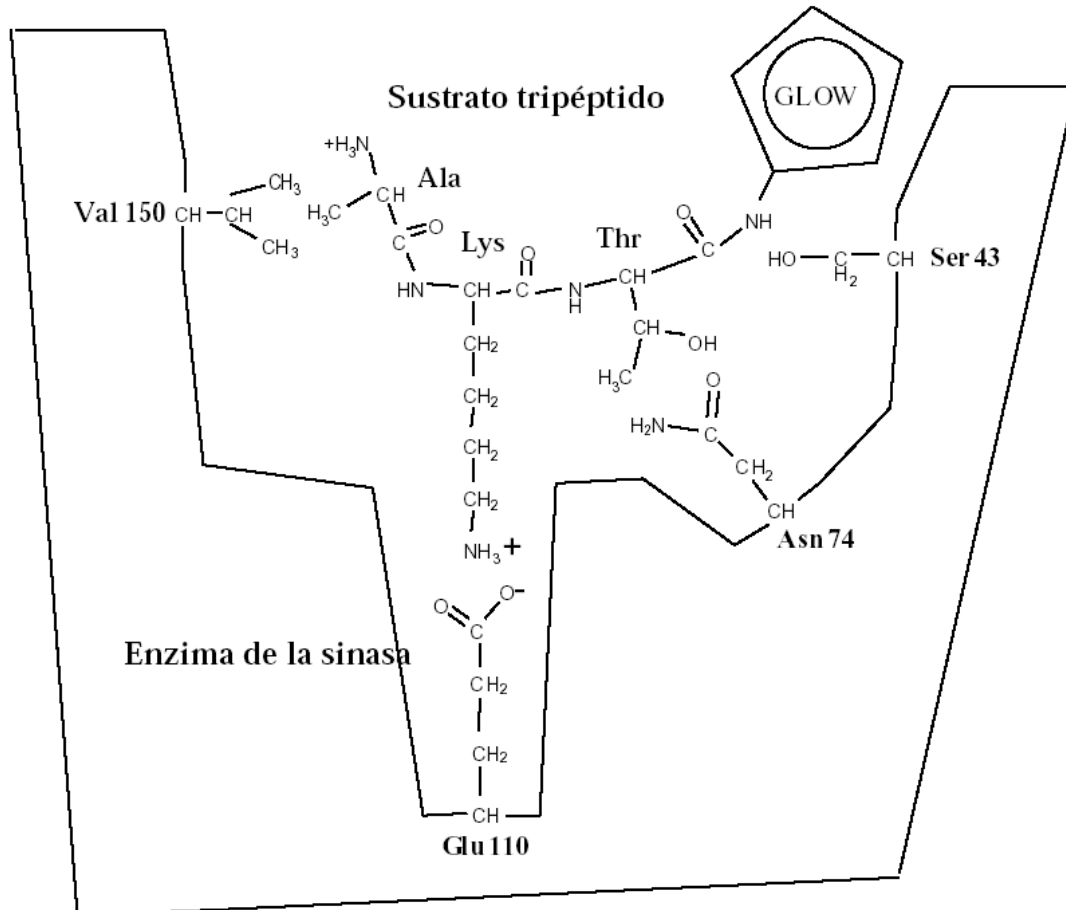 GLOW
Sustrato tripéptido
+H₃N
Ala
CH₃
Val 150 CH CH
H₃C CH
CH₃
C O
Lys
O
Thr
O
NH
C
HO C H₂ CH Ser 43
HN CH C N H CH
CH₂
CH OH
H₃C
CH₂
O
H₂N C
CH₂
CH₂
CH₂
CH
Asn 74
NH₃ +
O O-
C
Enzima de la sinasa
CH₂
CH₂
CH
Glu 110